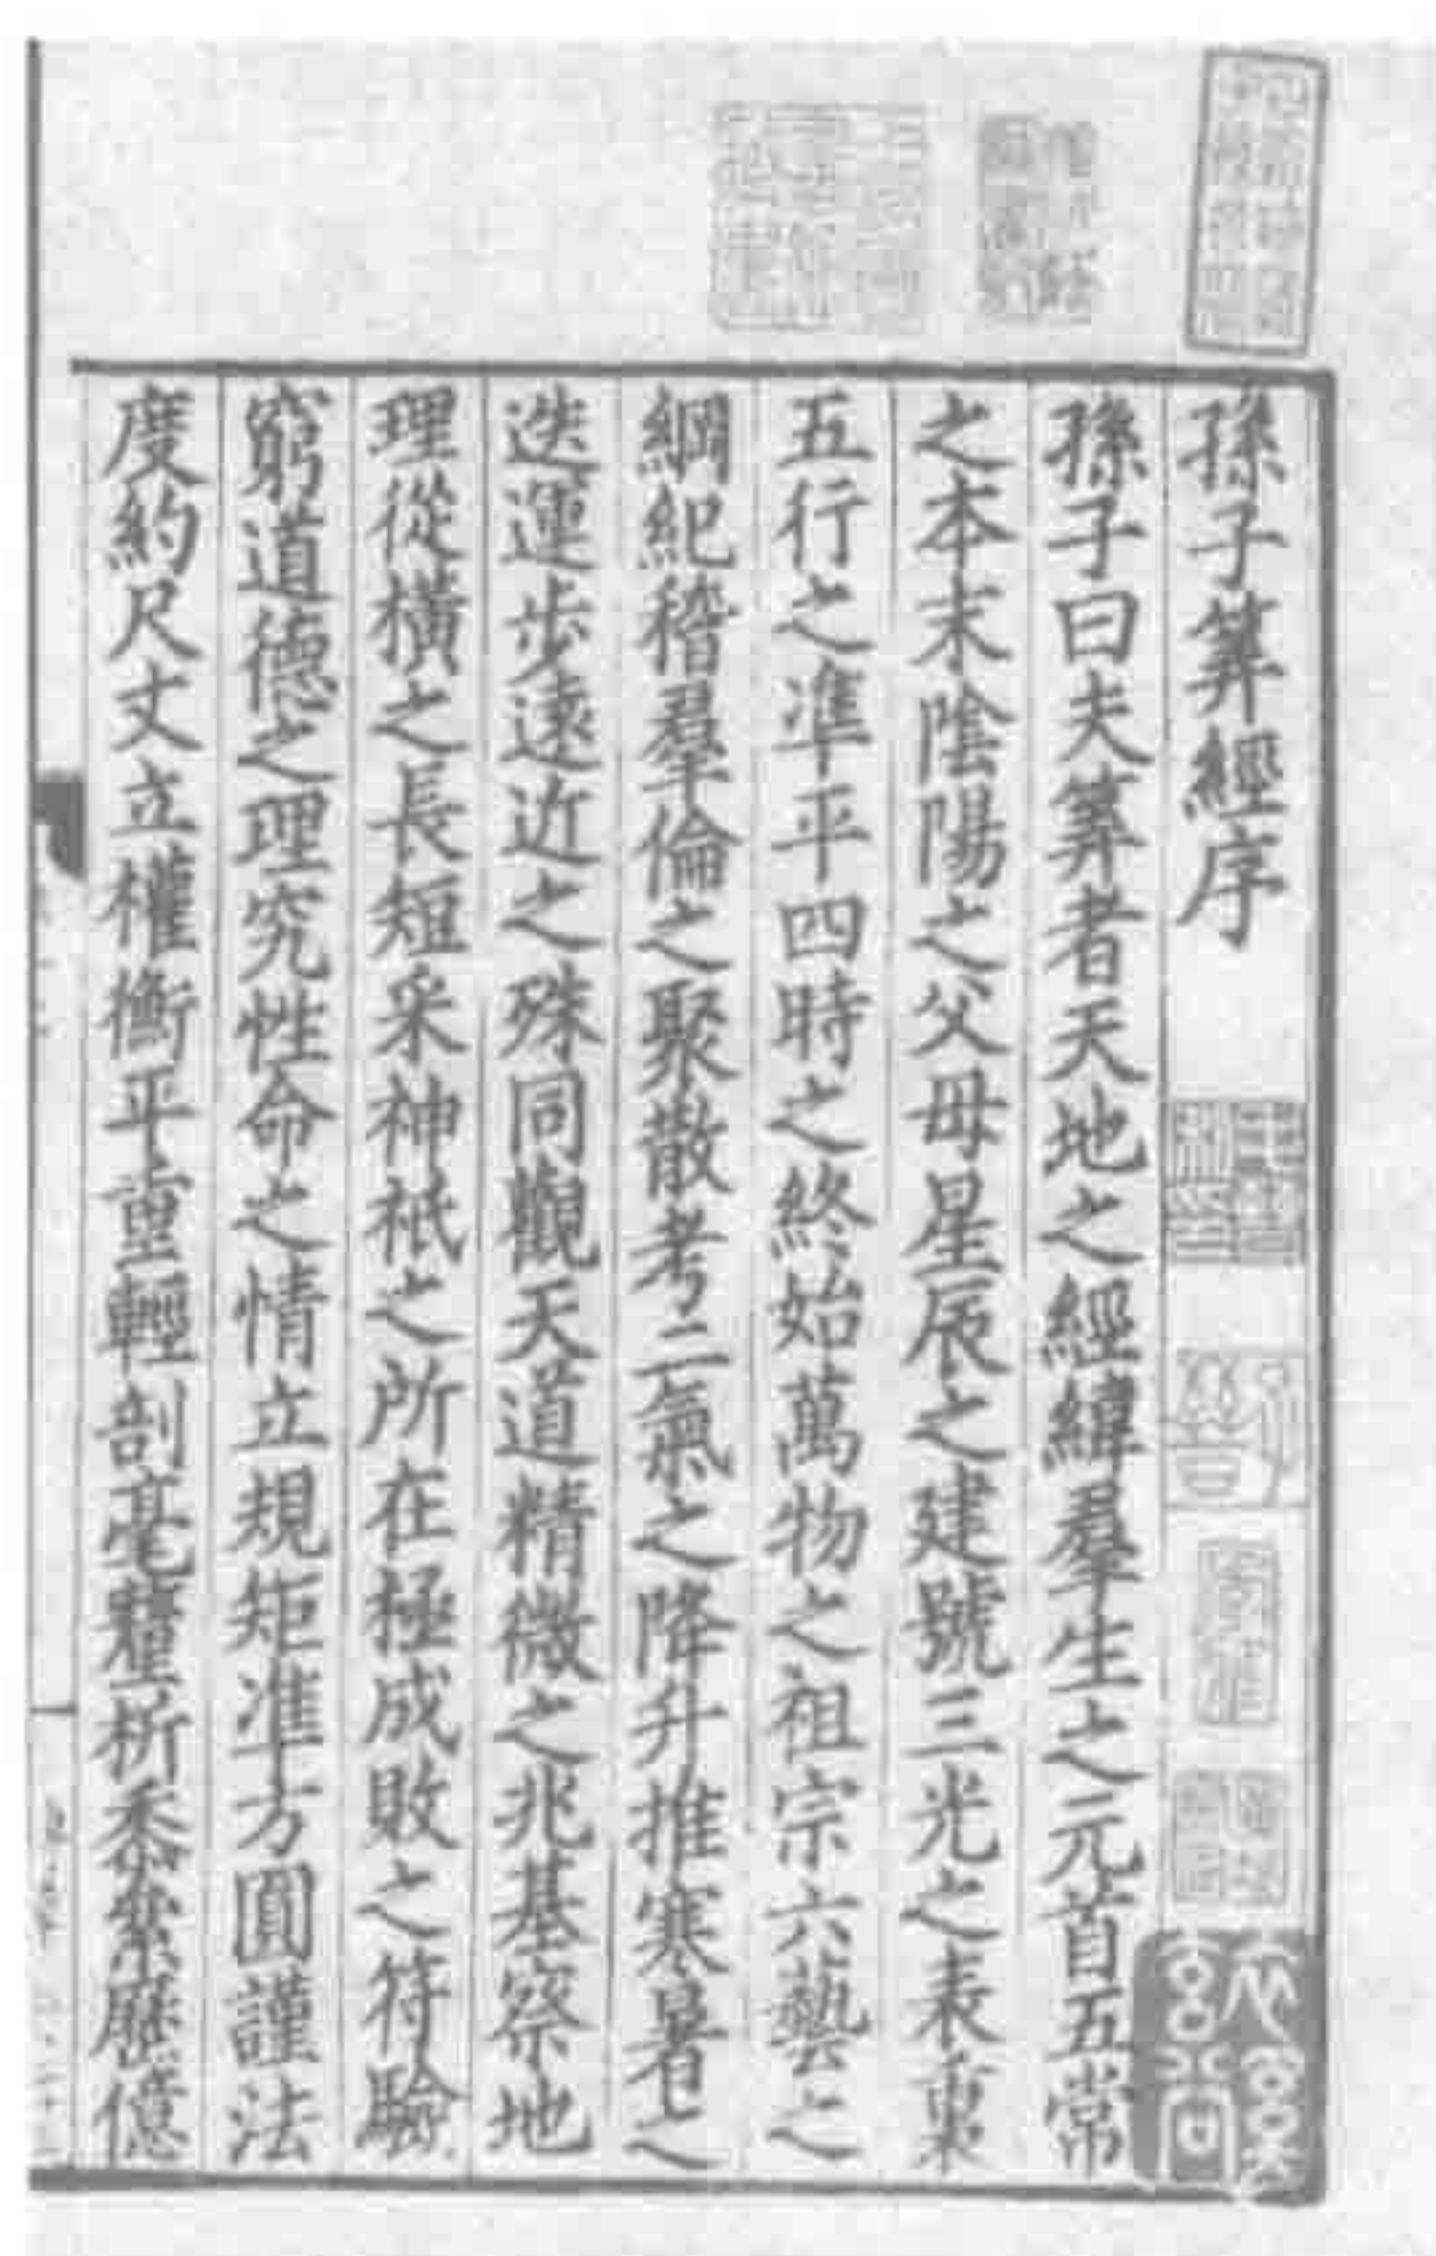 孫子筭經序
孫子曰夫筭者天地之經緯羣生之元首五常
之本末陰陽之父母星辰之建號三光之表裏
五行之準平四時之終始萬物之祖宗六藝之
綱紀稽羣倫之聚散考二氣之降升推寒暑之
迭運步遠近之殊同觀天道精微之兆基察地
理從橫之長短采神祇之所在極成敗之符驗
窮道德之理究性命之情立規矩準方圓謹法
度約尺丈立權衡平重輕剖毫釐析黍絫歷億